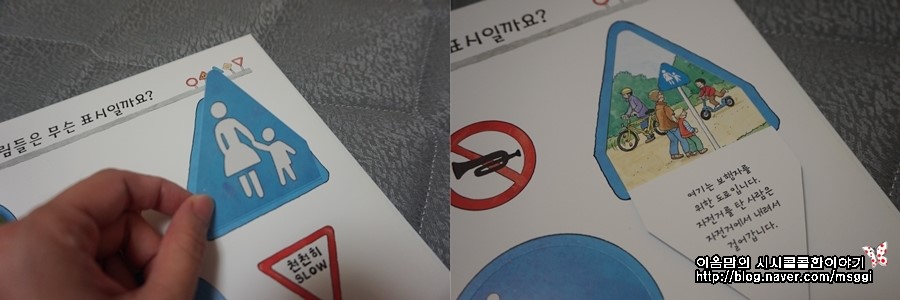 림들은 무슨 표시일까요?
천천히
SLOW
표시일까요?
여기는 보행자를
위한 도로입니다.
자전거를 탄 사람은
자전거에서 내려서
걸어갑니다.
이음맘의 시시콜콜한이야기
http://blog.naver.com/msggi